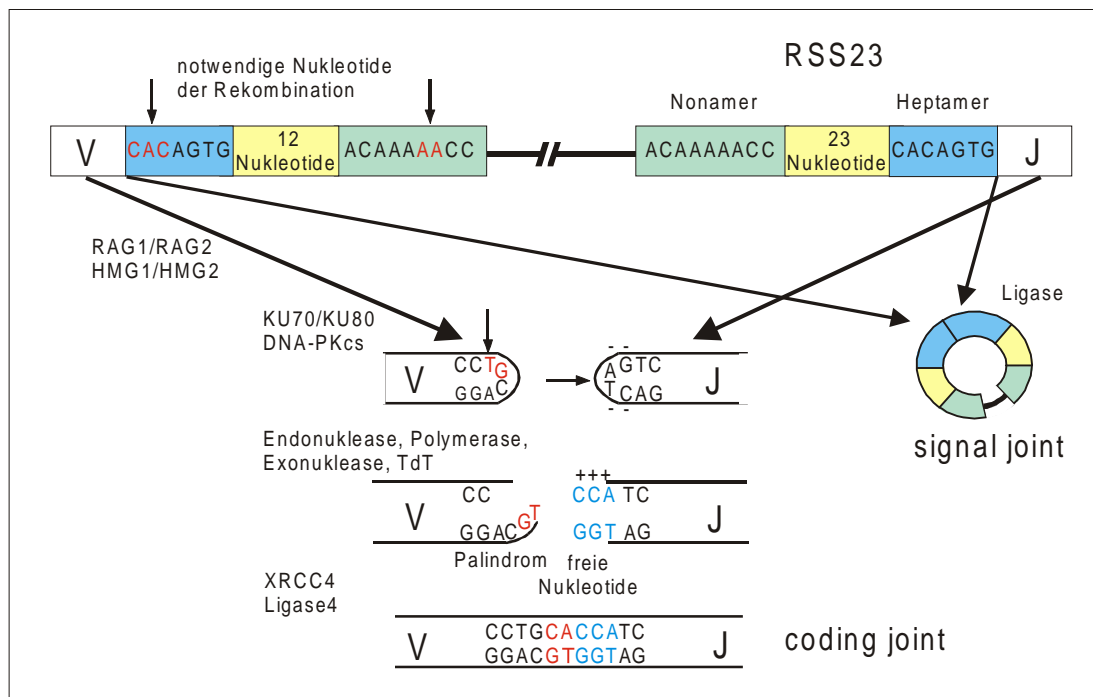 RSS23
notwendige Nukleotide
der Rekombination
Nonamer
Heptamer
V
CACAGTG
12
Nukleotide
ACAAAAACC
ACAAAAACC
23
Nukleotide
CACAGTG
J
RAG1/RAG2
HMG1/HMG2
Ligase
KU70/KU80
DNA-PKcs
V
CCTG
GGAC
- -
AGTC
TCAG
- -
J
signal joint
Endonuklease, Polymerase,
Exonuklease, TdT
+++
V
CC
GGACGT
CCA TC
GGT AG
J
Palindrom
freie
Nukleotide
XRCC4
Ligase4
V
CCTGCACCATC
GGACGTGGTAG
J
coding joint